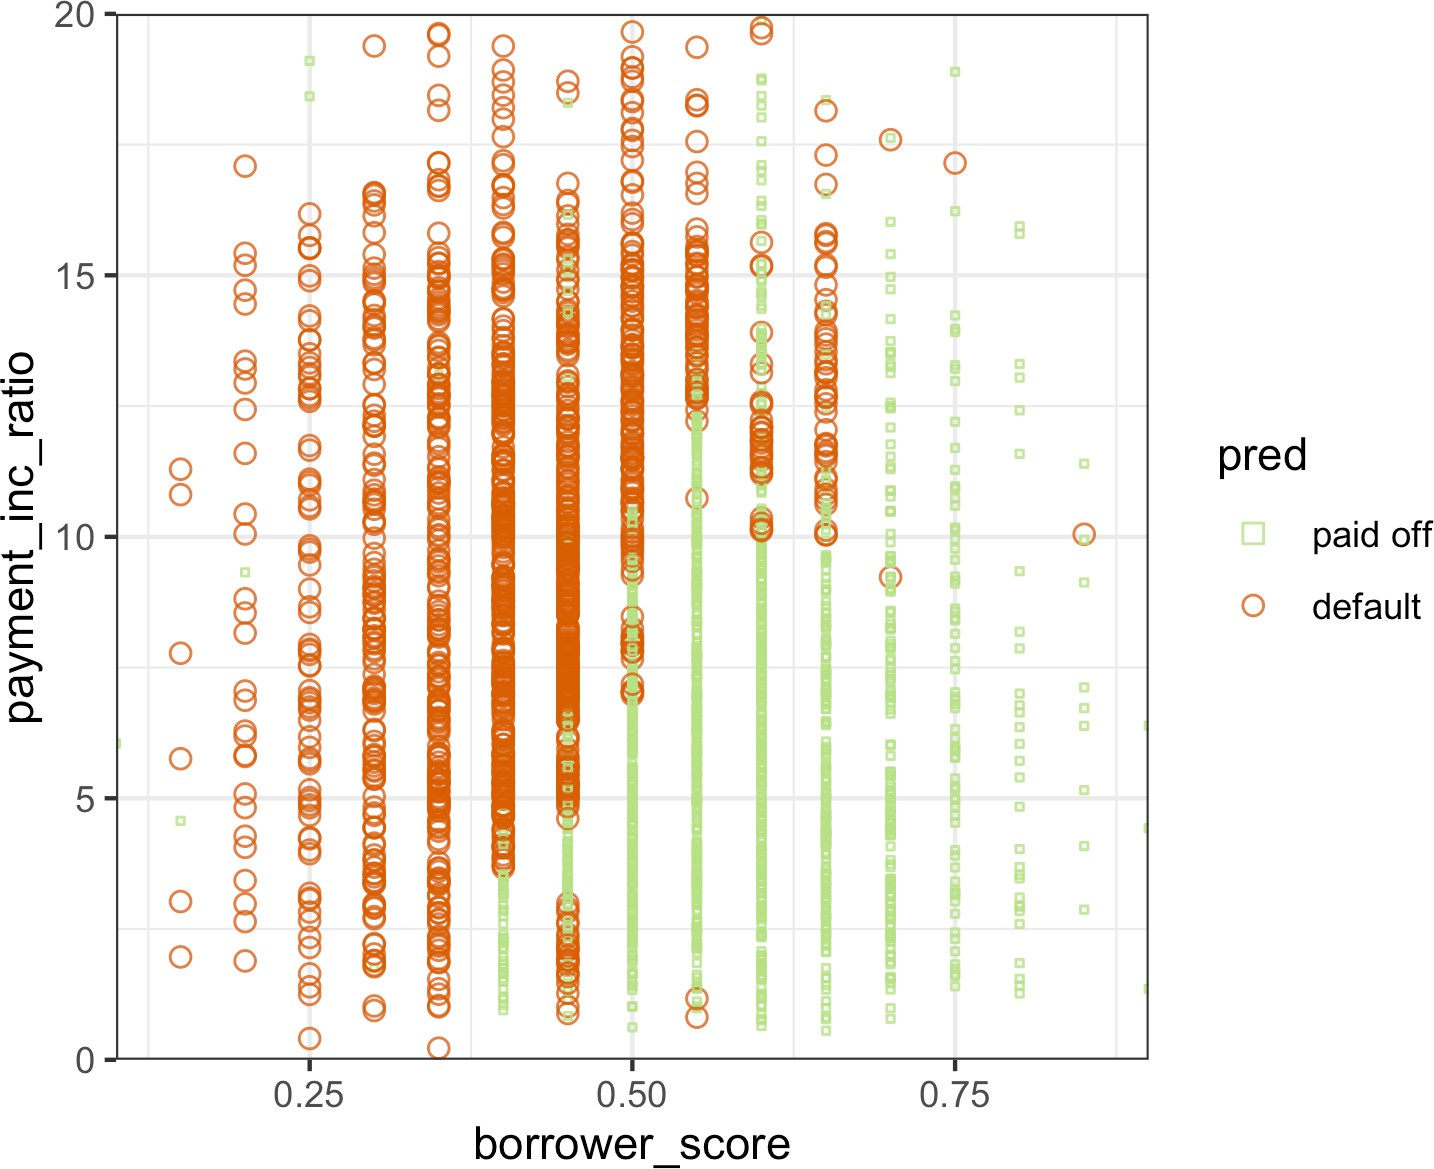 20
15
10
5
0
payment_inc_ratio
0.25 0.50 0.75
borrower_score
pred
paid off
default